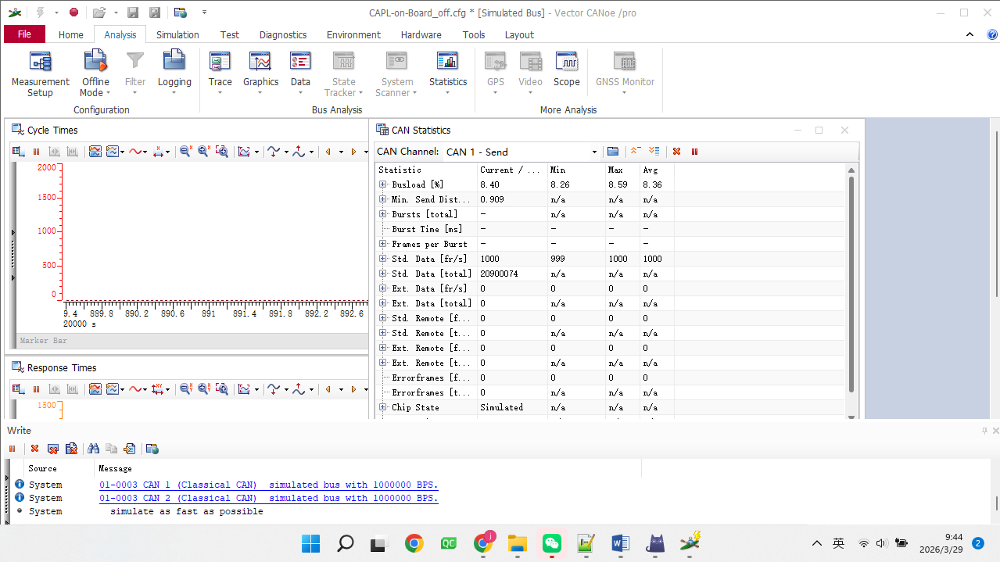 CAPL-on-Board_off.cfg * [Simulated Bus] - Vector CANoe /pro
File Home Analysis Simulation Test Diagnostics Environment Hardware Tools Layout
Measurement Setup
Offline Mode
Filter
Logging
Trace
Graphics
Data
State Tracker
System Scanner
Statistics
GPS
Video
Scope
GNSS Monitor
Configuration
Bus Analysis
More Analysis
Cycle Times
2000
1500
1000
500
0
9.4 889.8 890.2 890.6 891 891.4 891.8 892.2 892.6
20000 s
Marker Bar
Response Times
1500
CAN Statistics
CAN Channel: CAN 1 - Send
Statistic Current / ... Min Max Avg
Busload [%] 8.40 8.26 8.59 8.36
Min. Send Dist... 0.909 n/a n/a n/a
Bursts [total] - n/a n/a n/a
Burst Time [ms] - - - -
Frames per Burst - - - -
Std. Data [fr/s] 1000 999 1000 1000
Std. Data [total] 20900074 n/a n/a n/a
Ext. Data [fr/s] 0 0 0 0
Ext. Data [total] 0 n/a n/a n/a
Std. Remote [f... 0 0 0 0
Std. Remote [t... 0 n/a n/a n/a
Ext. Remote [f... 0 0 0 0
Ext. Remote [t... 0 n/a n/a n/a
Errorframes [f... 0 0 0 0
Errorframes [t... 0 n/a n/a n/a
Chip State Simulated n/a n/a n/a
Write
Source Message
System 01-0003 CAN 1 (Classical CAN) simulated bus with 1000000 BPS.
System 01-0003 CAN 2 (Classical CAN) simulated bus with 1000000 BPS.
System simulate as fast as possible
QC
j
W
英
9:44
2026/3/29
2